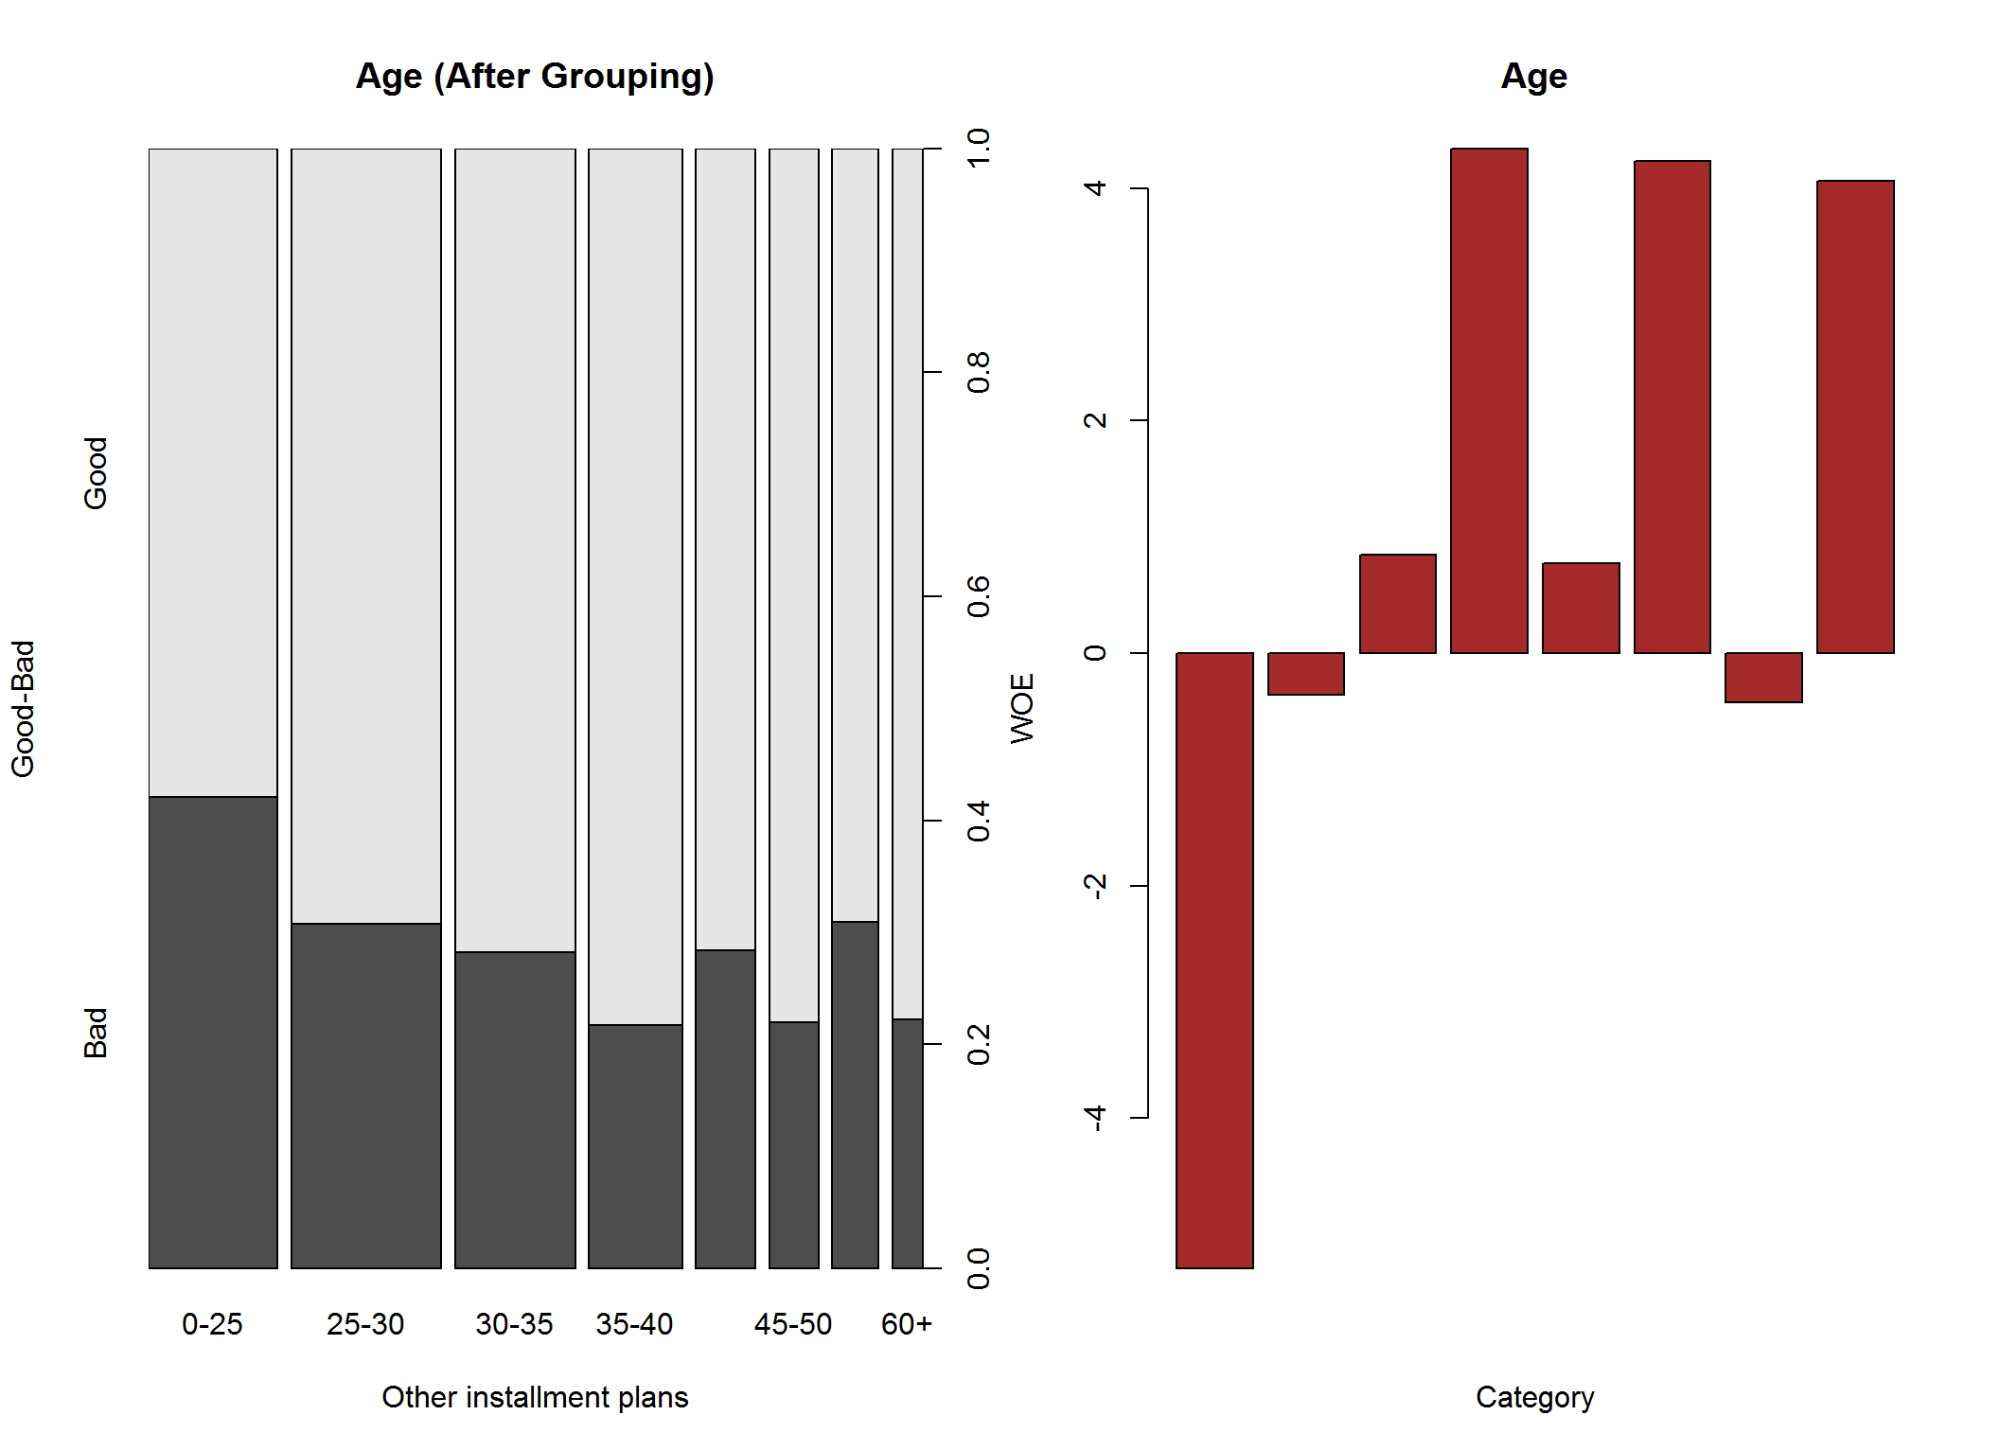 Age (After Grouping)
Good-Bad
Good
Bad
1.0
0.8
0.6
0.4
0.2
0.0
0-25
25-30
30-35
35-40
45-50
60+
Other installment plans
Age
WOE
4
2
0
-2
-4
Category